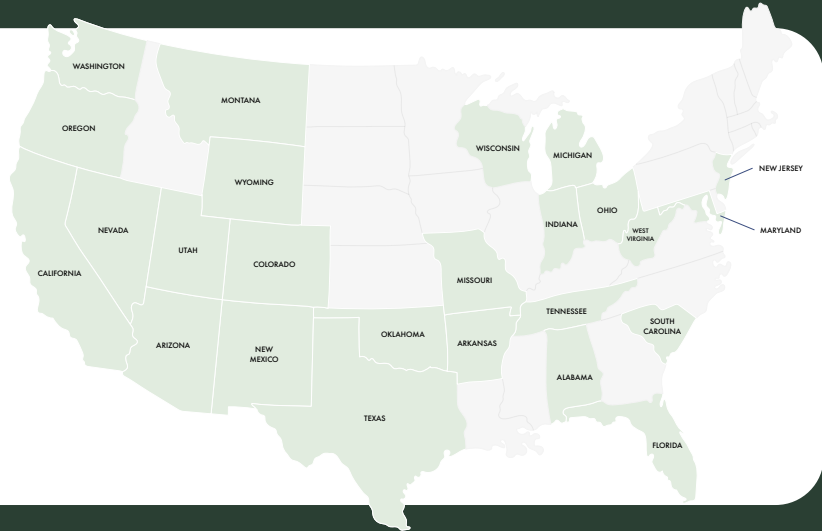 WASHINGTON
MONTANA
OREGON
WISCONSIN
MICHIGAN
NEW JERSEY
WYOMING
OHIO
NEVADA
INDIANA
WEST
VIRGINIA
MARYLAND
UTAH
COLORADO
CALIFORNIA
MISSOURI
TENNESSEE
SOUTH
CAROLINA
OKLAHOMA
ARKANSAS
ARIZONA
NEW
MEXICO
ALABAMA
TEXAS
FLORIDA